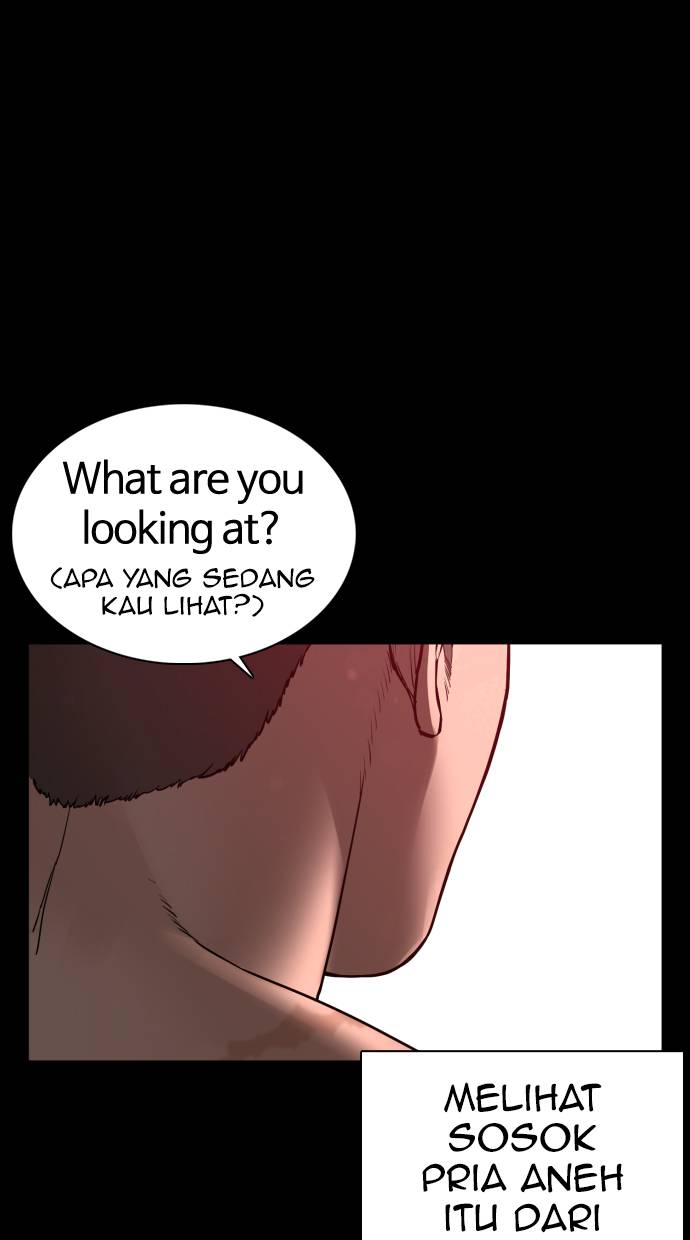 What are you
looking at?
(APA YANG SEDANG
KAU LIHAT?)
MELIHAT
SOSOK
PRIA ANEH
ITU DARI